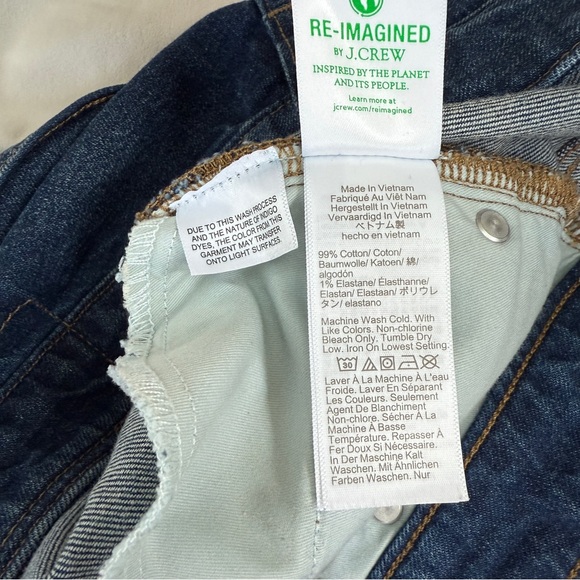 RE-IMAGINED
BY J.CREW
INSPIRED BY THE PLANET
AND ITS PEOPLE.
Learn more at
jcrew.com/reimagined
DUE TO THIS WASH PROCESS
AND THE NATURE OF INDIGO
DYES, THE COLOR FROM THIS
GARMENT MAY TRANSFER
ONTO LIGHT SURFACES
Made In Vietnam
Fabriqué Au Viêt Nam
Hergestellt In Vietnam
Vervaardigd In Vietnam
ベトナム製
hecho en vietnam
99% Cotton/ Coton/
Baumwolle/ Katoen/ 綿/
algodón
1% Elastane/ Élasthanne/
Elastan/ Elastaan/ ポリウレ
タン/ elastano
Machine Wash Cold. With
Like Colors. Non-chlorine
Bleach Only. Tumble Dry
Low. Iron On Lowest Setting.
30
Laver À La Machine À L'eau
Froide. Laver En Séparant
Les Couleurs. Seulement
Agent De Blanchiment
Non-chlore. Sécher À La
Machine À Basse
Température. Repasser À
Fer Doux Si Nécessaire.
In Der Maschine Kalt
Waschen. Mit Ähnlichen
Farben Waschen. Nur